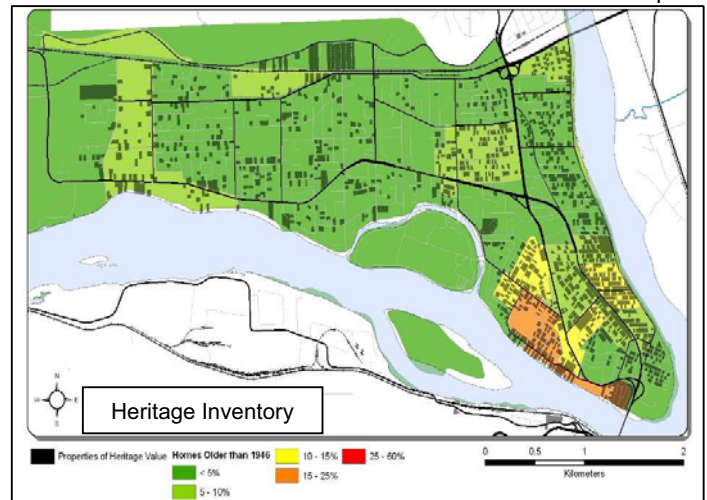 N
W E
S
Heritage Inventory
Properties of Heritage Value
Homes Older than 1946
< 5%
5 - 10%
10 - 15%
15 - 25%
25 - 60%
0 0.5 1 2
Kilometers